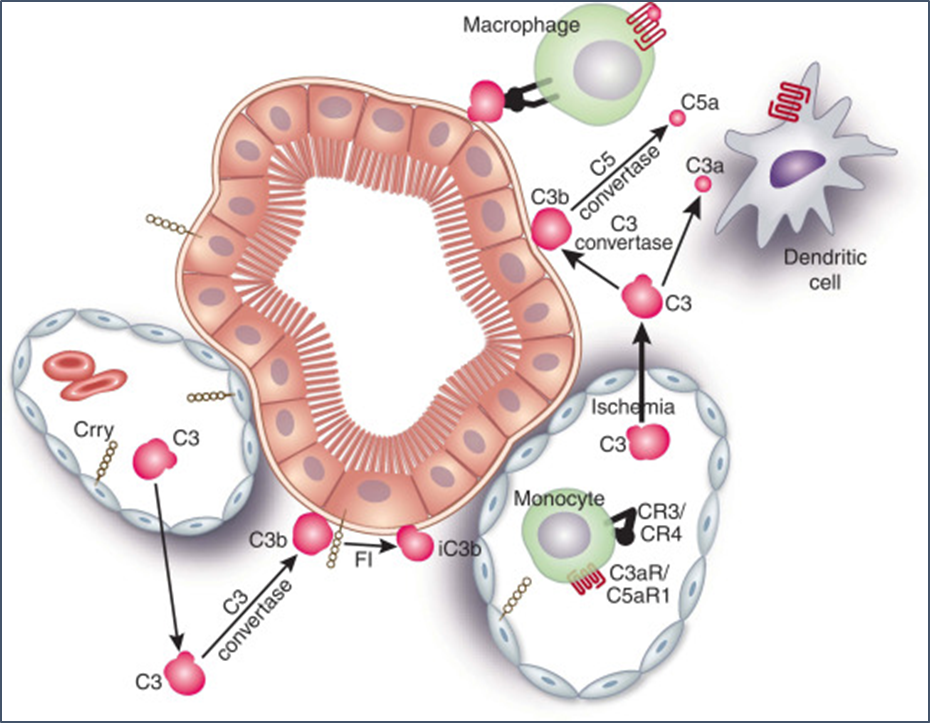 Macrophage
C5a
C5
convertase
C3a
C3b
C3
convertase
Dendritic
cell
C3
Ischemia
C3
Crry
C3
Monocyte
CR3/
CR4
C3aR/
C5aR1
C3b
FI
iC3b
C3
convertase
C3